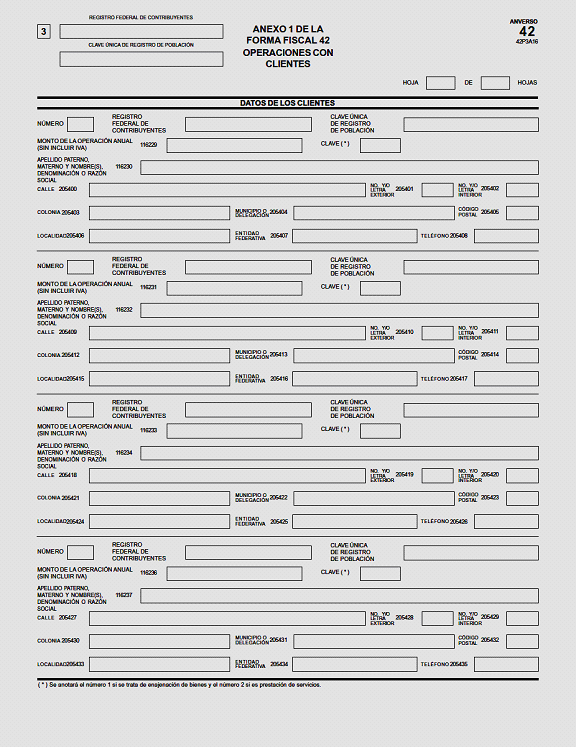 REGISTRO FEDERAL DE CONTRIBUYENTES
3
CLAVE ÚNICA DE REGISTRO DE POBLACIÓN
ANEXO 1 DE LA
FORMA FISCAL 42
OPERACIONES CON
CLIENTES
ANVERSO
42
42P3A16
HOJA DE HOJAS
DATOS DE LOS CLIENTES
NÚMERO
REGISTRO
FEDERAL DE
CONTRIBUYENTES
CLAVE ÚNICA
DE REGISTRO
DE POBLACIÓN
MONTO DE LA OPERACIÓN ANUAL
(SIN INCLUIR IVA)
116229
CLAVE ( * )
APELLIDO PATERNO,
MATERNO Y NOMBRE(S),
DENOMINACIÓN O RAZÓN
SOCIAL
116230
CALLE 205400
NO. Y/O
LETRA
EXTERIOR
205401
NO. Y/O
LETRA
INTERIOR
205402
COLONIA 205403
MUNICIPIO O
DELEGACIÓN
205404
CÓDIGO
POSTAL
205405
LOCALIDAD205406
ENTIDAD
FEDERATIVA
205407
TELÉFONO 205408
NÚMERO
REGISTRO
FEDERAL DE
CONTRIBUYENTES
CLAVE ÚNICA
DE REGISTRO
DE POBLACIÓN
MONTO DE LA OPERACIÓN ANUAL
(SIN INCLUIR IVA)
116231
CLAVE ( * )
APELLIDO PATERNO,
MATERNO Y NOMBRE(S),
DENOMINACIÓN O RAZÓN
SOCIAL
116232
CALLE 205409
NO. Y/O
LETRA
EXTERIOR
205410
NO. Y/O
LETRA
INTERIOR
205411
COLONIA 205412
MUNICIPIO O
DELEGACIÓN
205413
CÓDIGO
POSTAL
205414
LOCALIDAD205415
ENTIDAD
FEDERATIVA
205416
TELÉFONO 205417
NÚMERO
REGISTRO
FEDERAL DE
CONTRIBUYENTES
CLAVE ÚNICA
DE REGISTRO
DE POBLACIÓN
MONTO DE LA OPERACIÓN ANUAL
(SIN INCLUIR IVA)
116233
CLAVE ( * )
APELLIDO PATERNO,
MATERNO Y NOMBRE(S),
DENOMINACIÓN O RAZÓN
SOCIAL
116234
CALLE 205418
NO. Y/O
LETRA
EXTERIOR
205419
NO. Y/O
LETRA
INTERIOR
205420
COLONIA 205421
MUNICIPIO O
DELEGACIÓN
205422
CÓDIGO
POSTAL
205423
LOCALIDAD205424
ENTIDAD
FEDERATIVA
205425
TELÉFONO 205426
NÚMERO
REGISTRO
FEDERAL DE
CONTRIBUYENTES
CLAVE ÚNICA
DE REGISTRO
DE POBLACIÓN
MONTO DE LA OPERACIÓN ANUAL
(SIN INCLUIR IVA)
116236
CLAVE ( * )
APELLIDO PATERNO,
MATERNO Y NOMBRE(S),
DENOMINACIÓN O RAZÓN
SOCIAL
116237
CALLE 205427
NO. Y/O
LETRA
EXTERIOR
205428
NO. Y/O
LETRA
INTERIOR
205429
COLONIA 205430
MUNICIPIO O
DELEGACIÓN
205431
CÓDIGO
POSTAL
205432
LOCALIDAD205433
ENTIDAD
FEDERATIVA
205434
TELÉFONO 205435
( * ) Se anotará el número 1 si se trata de enajenación de bienes y el número 2 si es prestación de servicios.